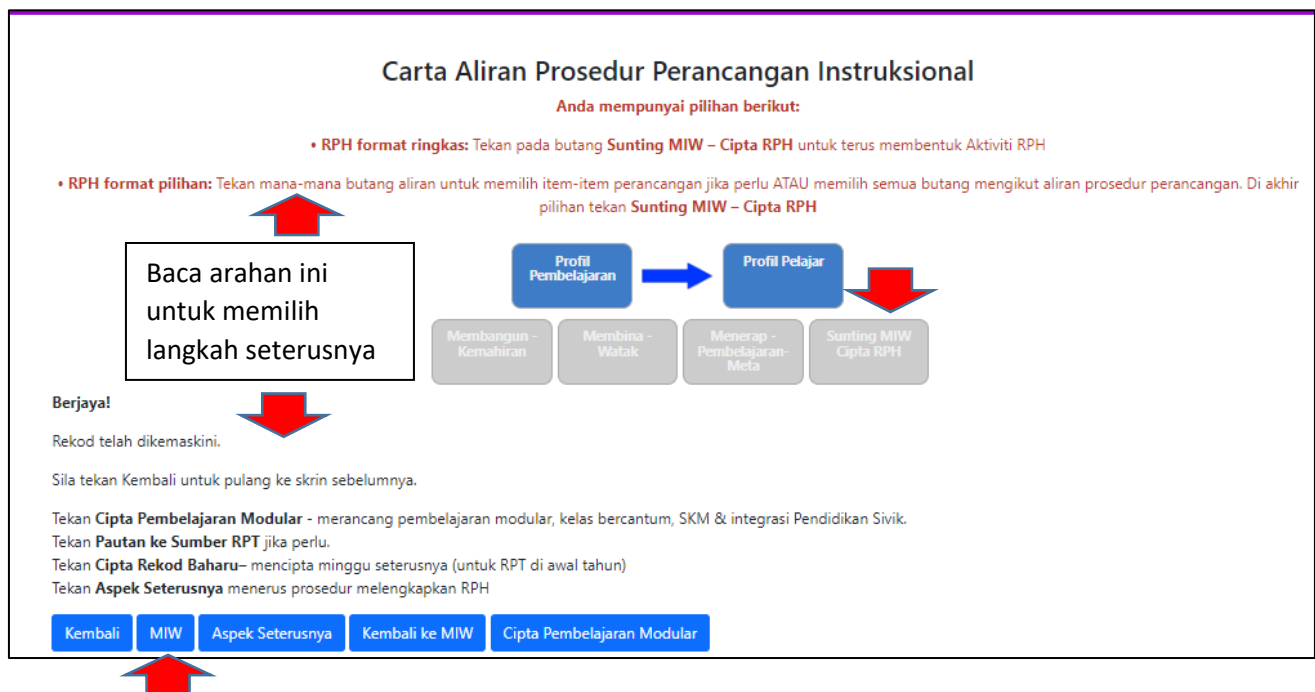 Carta Aliran Prosedur Perancangan Instruksional
Anda mempunyai pilihan berikut:
• RPH format ringkas: Tekan pada butang Sunting MIW – Cipta RPH untuk terus membentuk Aktiviti RPH
• RPH format pilihan: Tekan mana-mana butang aliran untuk memilih item-item perancangan jika perlu ATAU memilih semua butang mengikut aliran prosedur perancangan. Di akhir
pilihan tekan Sunting MIW – Cipta RPH
Baca arahan ini
untuk memilih
langkah seterusnya
Profil
Pembelajaran
Profil Pelajar
Membangun -
Kemahiran
Membina -
Watak
Menerap -
Pembelajaran-
Meta
Sunting MIW
Cipta RPH
Berjaya!
Rekod telah dikemaskini.
Sila tekan Kembali untuk pulang ke skrin sebelumnya.
Tekan Cipta Pembelajaran Modular - merancang pembelajaran modular, kelas bercantum, SKM & integrasi Pendidikan Sivik.
Tekan Pautan ke Sumber RPT jika perlu.
Tekan Cipta Rekod Baharu– mencipta minggu seterusnya (untuk RPT di awal tahun)
Tekan Aspek Seterusnya menerus prosedur melengkapkan RPH
Kembali MIW Aspek Seterusnya Kembali ke MIW Cipta Pembelajaran Modular